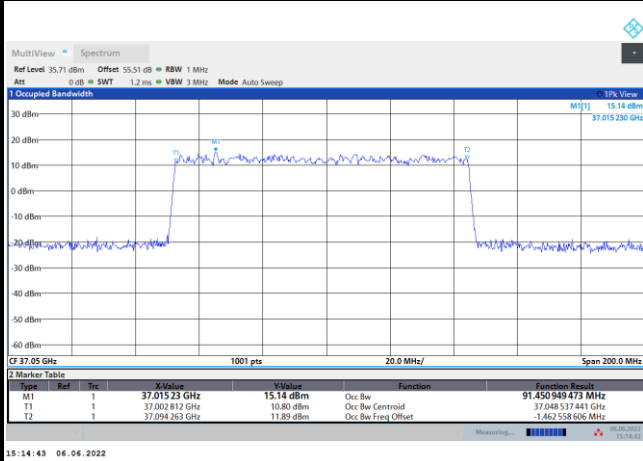 MultiView Spectrum
Ref Level 35.71 dBm Offset 55.51 dB RBW 1 MHz
Att 0 dB SWT 1.2 ms VBW 3 MHz Mode Auto Sweep
1 Occupied Bandwidth 1Pk View
M1[1] 15.14 dBm
37.015 230 GHz
30 dBm
20 dBm
M1
T1
T2
10 dBm
0 dBm
-10 dBm
-20 dBm
-30 dBm
-40 dBm
-50 dBm
-60 dBm
CF 37.05 GHz 1001 pts 20.0 MHz/ Span 200.0 MHz
2 Marker Table
Type Ref Trc X-Value Y-Value Function Function Result
M1 1 37.015 23 GHz 15.14 dBm Occ Bw 91.450 949 473 MHz
T1 1 37.002 812 GHz 10.80 dBm Occ Bw Centroid 37.048 537 441 GHz
T2 1 37.094 263 GHz 11.89 dBm Occ Bw Freq Offset -1.462 558 606 MHz
Measuring... 06.06.2022
15:14:43
15:14:43 06.06.2022